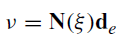 ν = N(ξ)d_e